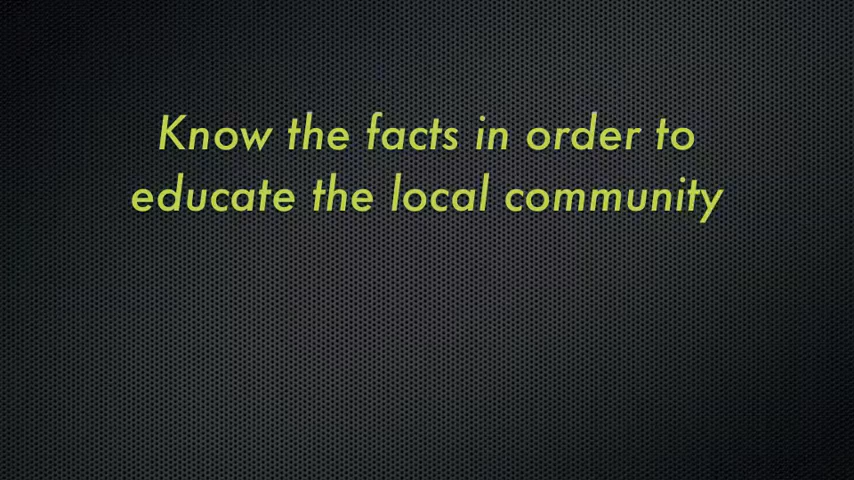 Know the facts in order to
educate the local community